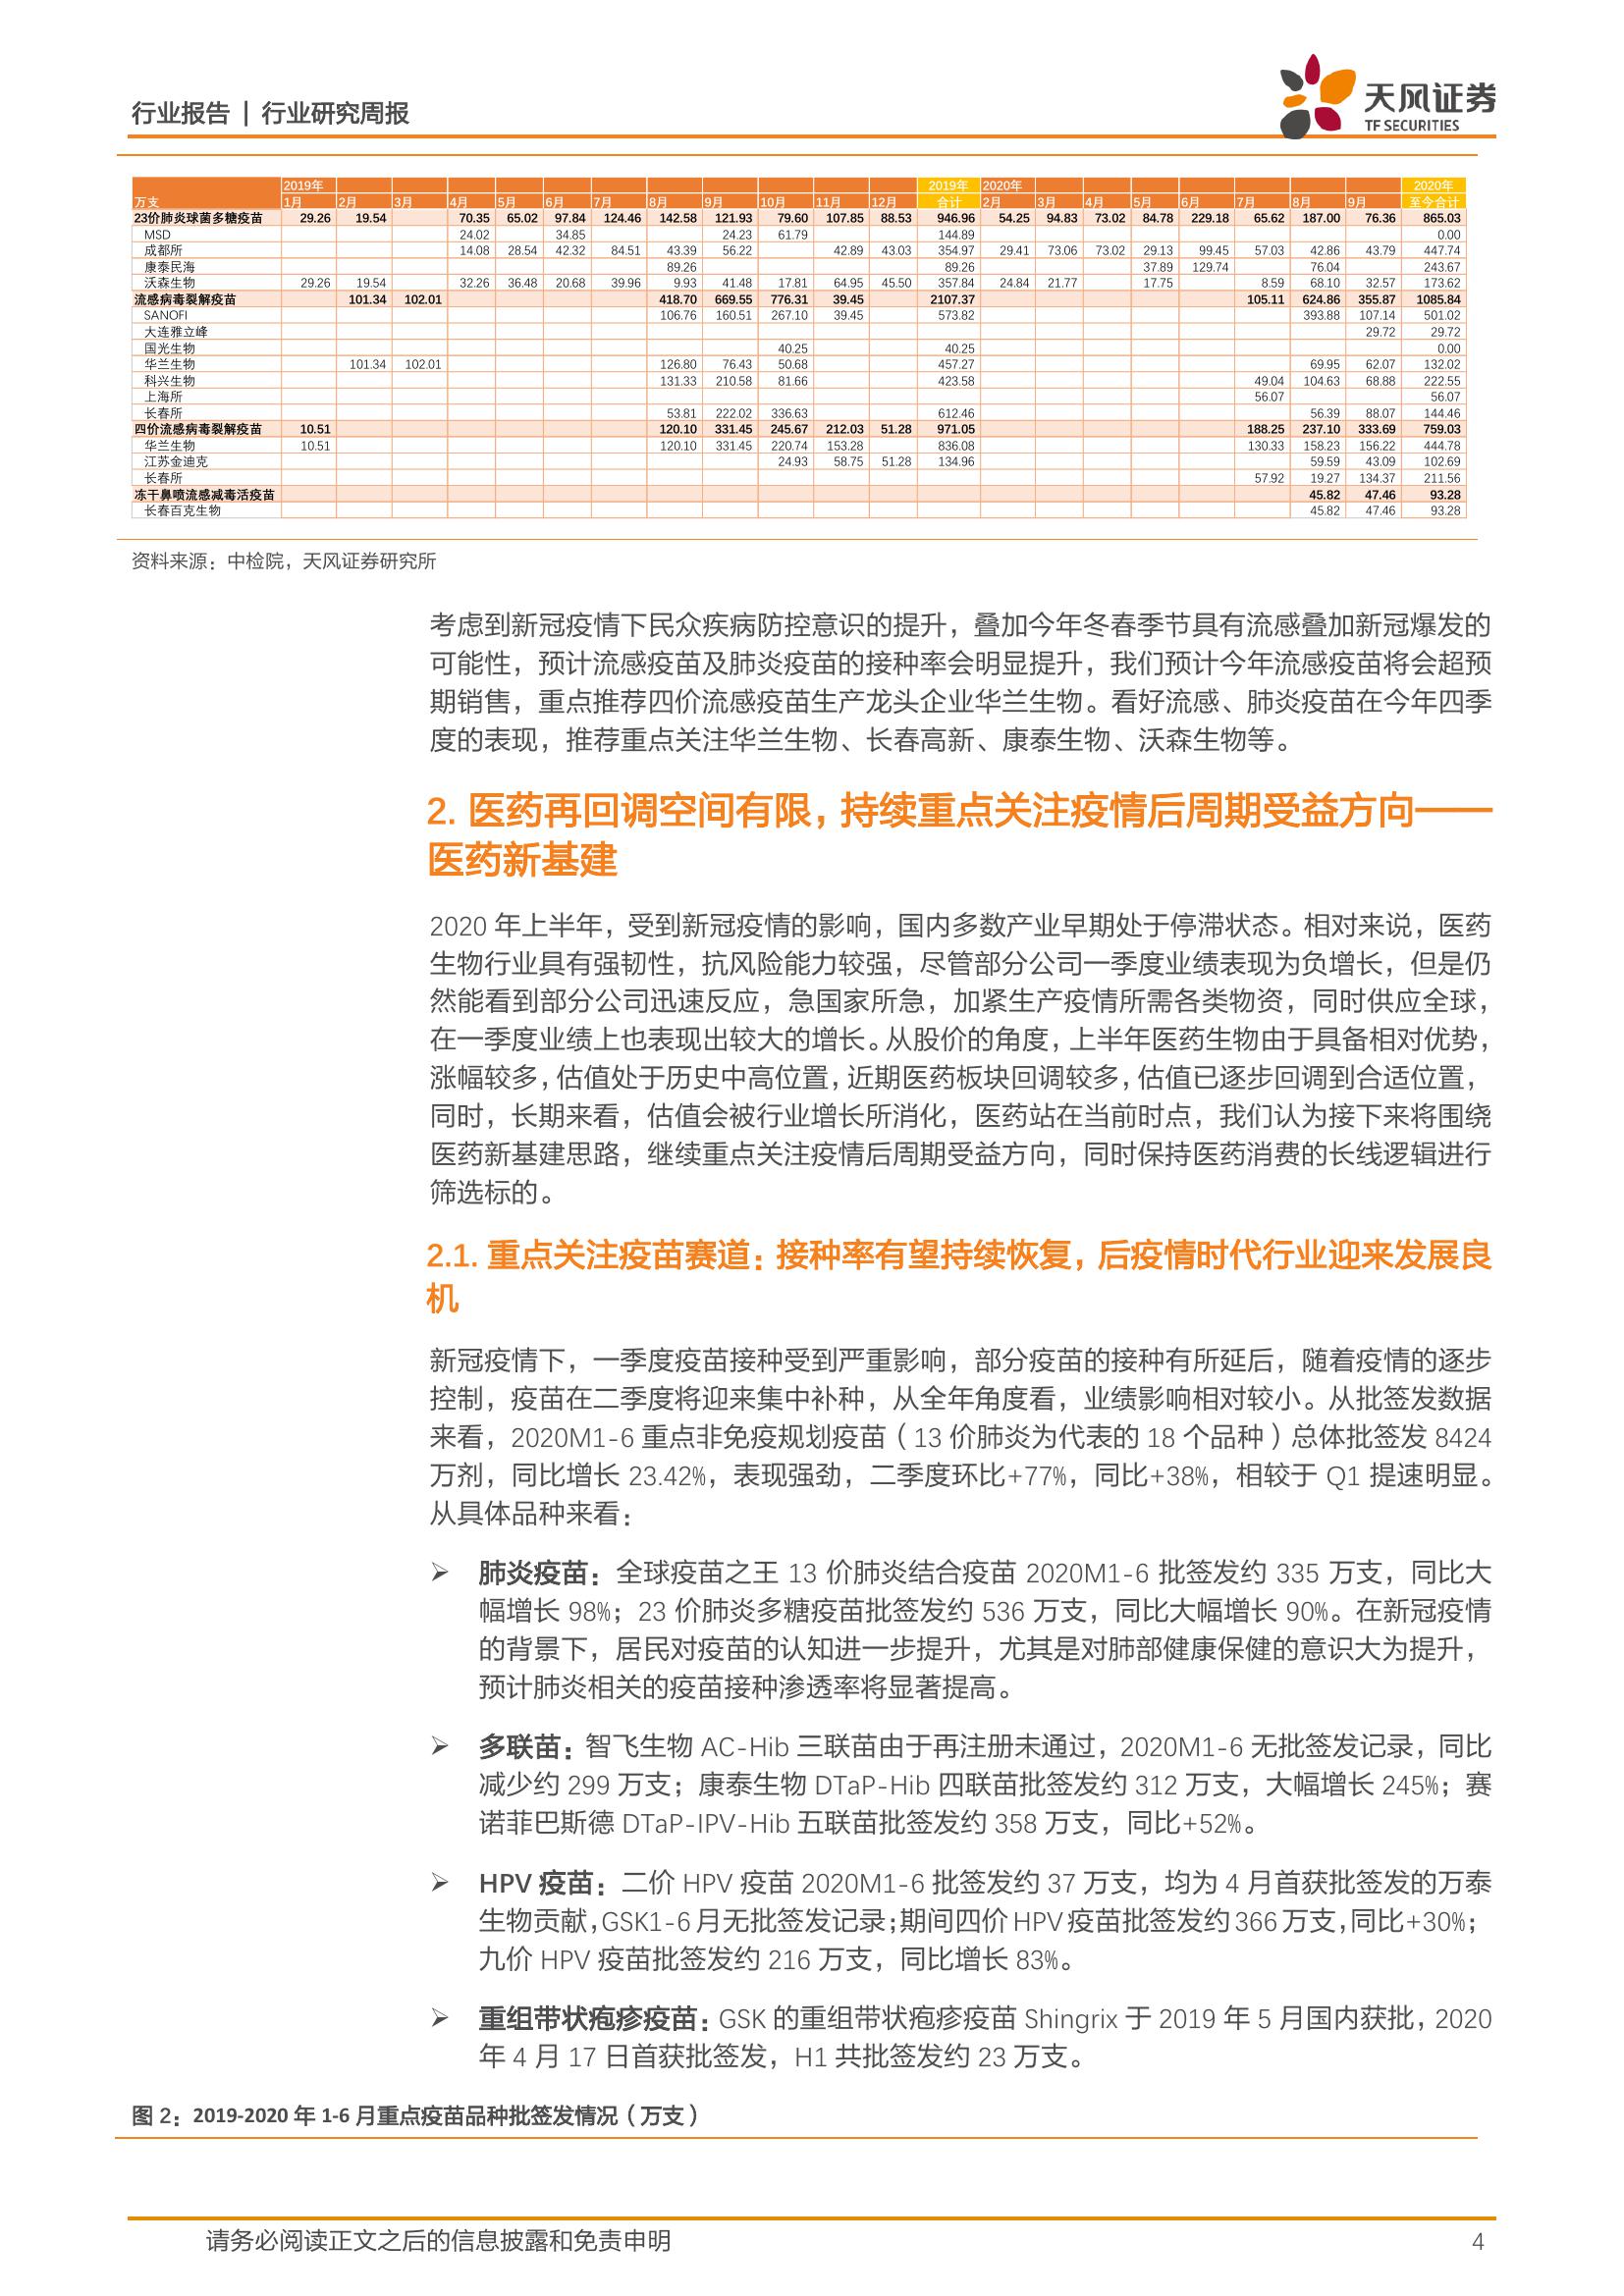 行业报告 | 行业研究周报
天风证券
TF SECURITIES
2019年 2019年 2020年 2020年
万支 1月 2月 3月 4月 5月 6月 7月 8月 9月 10月 11月 12月 合计 2月 3月 4月 5月 6月 7月 8月 9月 至今合计
23价肺炎球菌多糖疫苗 29.26 19.54 70.35 65.02 97.84 124.46 142.58 121.93 79.60 107.85 88.53 946.96 54.25 94.83 73.02 84.78 229.18 65.62 187.00 76.36 865.03
MSD 24.02 34.85 24.23 61.79 144.89 0.00
成都所 14.08 28.54 42.32 84.51 43.39 56.22 42.89 43.03 354.97 29.41 73.06 73.02 29.13 99.45 57.03 42.86 43.79 447.74
康泰民海 89.26 89.26 37.89 129.74 76.04 243.67
沃森生物 29.26 19.54 32.26 36.48 20.68 39.96 9.93 41.48 17.81 64.95 45.50 357.84 24.84 21.77 17.75 8.59 68.10 32.57 173.62
流感病毒裂解疫苗 101.34 102.01 418.70 669.55 776.31 39.45 2107.37 105.11 624.86 355.87 1085.84
SANOFI 106.76 160.51 267.10 39.45 573.82 393.88 107.14 501.02
大连雅立峰 29.72 29.72
国光生物 40.25 40.25 0.00
华兰生物 101.34 102.01 126.80 76.43 50.68 457.27 69.95 62.07 132.02
科兴生物 131.33 210.58 81.66 423.58 49.04 104.63 68.88 222.55
上海所 56.07 56.07
长春所 53.81 222.02 336.63 612.46 56.39 88.07 144.46
四价流感病毒裂解疫苗 10.51 120.10 331.45 245.67 212.03 51.28 971.05 188.25 237.10 333.69 759.03
华兰生物 10.51 120.10 331.45 220.74 153.28 836.08 130.33 158.23 156.22 444.78
江苏金迪克 24.93 58.75 51.28 134.96 59.59 43.09 102.69
长春所 57.92 19.27 134.37 211.56
冻干鼻喷流感减毒活疫苗 45.82 47.46 93.28
长春百克生物 45.82 47.46 93.28
资料来源：中检院，天风证券研究所
考虑到新冠疫情下民众疾病防控意识的提升，叠加今年冬春季节具有流感叠加新冠爆发的
可能性，预计流感疫苗及肺炎疫苗的接种率会明显提升，我们预计今年流感疫苗将会超预
期销售，重点推荐四价流感疫苗生产龙头企业华兰生物。看好流感、肺炎疫苗在今年四季
度的表现，推荐重点关注华兰生物、长春高新、康泰生物、沃森生物等。
2. 医药再回调空间有限，持续重点关注疫情后周期受益方向——
医药新基建
2020 年上半年，受到新冠疫情的影响，国内多数产业早期处于停滞状态。相对来说，医药
生物行业具有强韧性，抗风险能力较强，尽管部分公司一季度业绩表现为负增长，但是仍
然能看到部分公司迅速反应，急国家所急，加紧生产疫情所需各类物资，同时供应全球，
在一季度业绩上也表现出较大的增长。从股价的角度，上半年医药生物由于具备相对优势，
涨幅较多，估值处于历史中高位置，近期医药板块回调较多，估值已逐步回调到合适位置，
同时，长期来看，估值会被行业增长所消化，医药站在当前时点，我们认为接下来将围绕
医药新基建思路，继续重点关注疫情后周期受益方向，同时保持医药消费的长线逻辑进行
筛选标的。
2.1. 重点关注疫苗赛道：接种率有望持续恢复，后疫情时代行业迎来发展良
机
新冠疫情下，一季度疫苗接种受到严重影响，部分疫苗的接种有所延后，随着疫情的逐步
控制，疫苗在二季度将迎来集中补种，从全年角度看，业绩影响相对较小。从批签发数据
来看，2020M1-6 重点非免疫规划疫苗（13 价肺炎为代表的 18 个品种）总体批签发 8424
万剂，同比增长 23.42%，表现强劲，二季度环比+77%，同比+38%，相较于 Q1 提速明显。
从具体品种来看：
➢ 肺炎疫苗：全球疫苗之王 13 价肺炎结合疫苗 2020M1-6 批签发约 335 万支，同比大
幅增长 98%；23 价肺炎多糖疫苗批签发约 536 万支，同比大幅增长 90%。在新冠疫情
的背景下，居民对疫苗的认知进一步提升，尤其是对肺部健康保健的意识大为提升，
预计肺炎相关的疫苗接种渗透率将显著提高。
➢ 多联苗：智飞生物 AC-Hib 三联苗由于再注册未通过，2020M1-6 无批签发记录，同比
减少约 299 万支；康泰生物 DTaP-Hib 四联苗批签发约 312 万支，大幅增长 245%；赛
诺菲巴斯德 DTaP-IPV-Hib 五联苗批签发约 358 万支，同比+52%。
➢ HPV 疫苗：二价 HPV 疫苗 2020M1-6 批签发约 37 万支，均为 4 月首获批签发的万泰
生物贡献，GSK1-6 月无批签发记录；期间四价 HPV 疫苗批签发约 366 万支，同比+30%；
九价 HPV 疫苗批签发约 216 万支，同比增长 83%。
➢ 重组带状疱疹疫苗：GSK 的重组带状疱疹疫苗 Shingrix 于 2019 年 5 月国内获批，2020
年 4 月 17 日首获批签发，H1 共批签发约 23 万支。
图 2：2019-2020 年 1-6 月重点疫苗品种批签发情况（万支）
请务必阅读正文之后的信息披露和免责申明 4